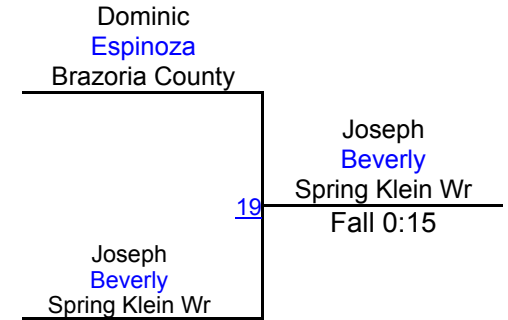 Dominic
Espinoza
Brazoria County
Joseph
Beverly
Spring Klein Wr
19
Fall 0:15
Joseph
Beverly
Spring Klein Wr